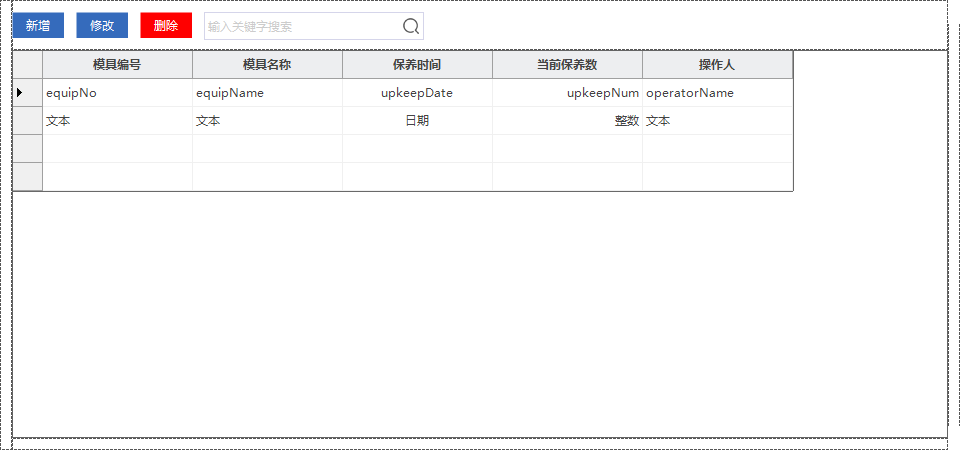 新增 修改 删除 输入关键字搜索
模具编号 模具名称 保养时间 当前保养数 操作人
equipNo equipName upkeepDate upkeepNum operatorName
文本 文本 日期 整数 文本